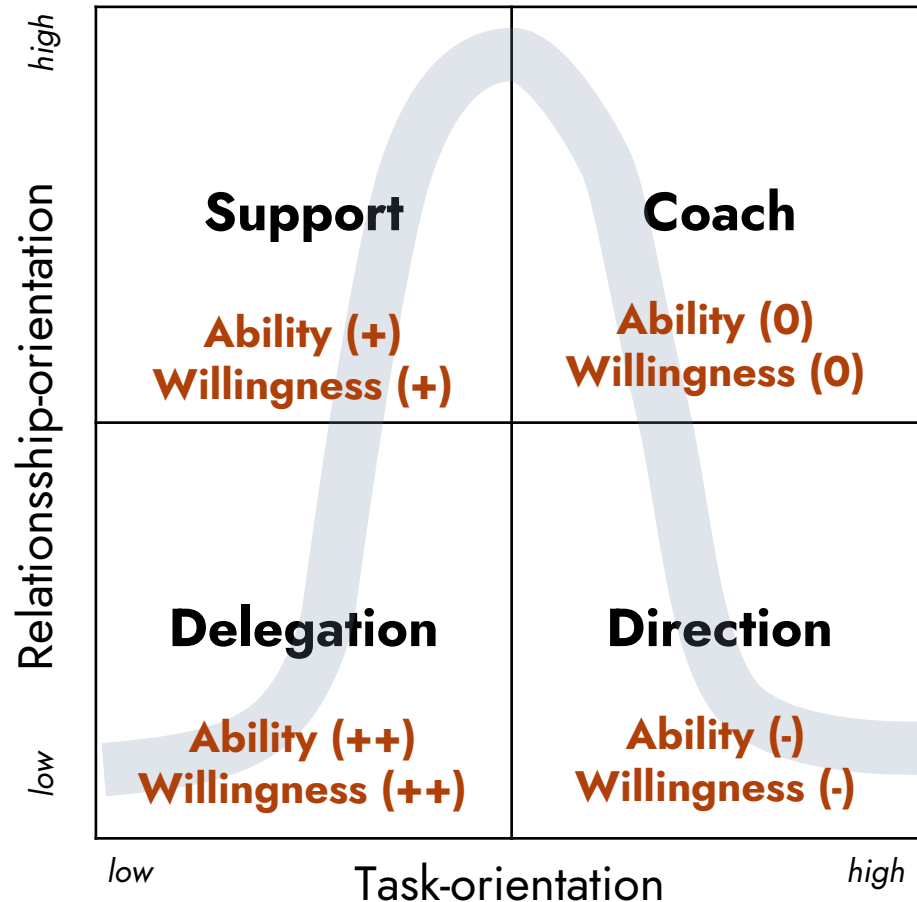 high
Relationsship-orientation
low
Support
Ability (+)
Willingness (+)
Coach
Ability (0)
Willingness (0)
Delegation
Ability (++)
Willingness (++)
Direction
Ability (-)
Willingness (-)
low
Task-orientation
high